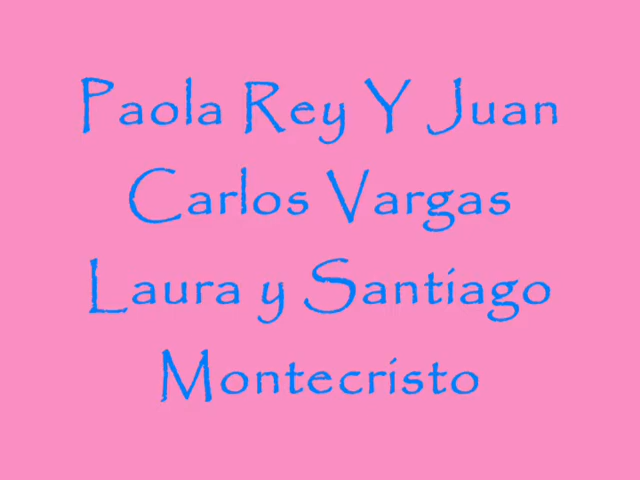 Paola Rey Y Juan
Carlos Vargas
Laura y Santiago
Montecristo